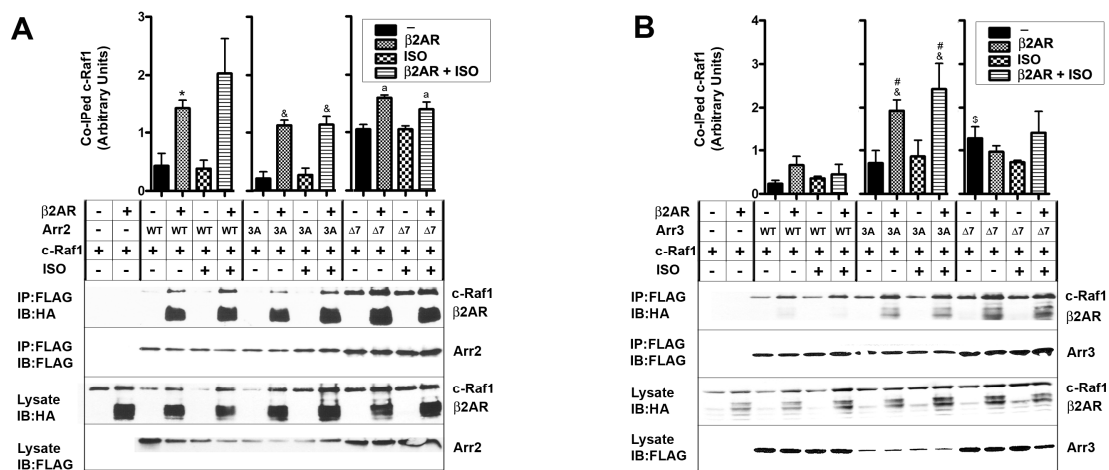 A
Co-IPed c-Raf1
(Arbitrary Units)
3
2
1
0
–
β2AR
ISO
β2AR + ISO
* & & a a
β2AR - + - + - + - + - + - + - +
Arr2 - - WT WT WT WT 3A 3A 3A 3A Δ7 Δ7 Δ7 Δ7
c-Raf1 + + + + + + + + + + + + + +
ISO - - - - + + - - + + - - + +
IP:FLAG
IB:HA
c-Raf1
β2AR
IP:FLAG
IB:FLAG
Arr2
Lysate
IB:HA
c-Raf1
β2AR
Lysate
IB:FLAG
Arr2
B
Co-IPed c-Raf1
(Arbitrary Units)
4
3
2
1
0
–
β2AR
ISO
β2AR + ISO
# #
& & $
β2AR - + - + - + - + - + - + - +
Arr3 - - WT WT WT WT 3A 3A 3A 3A Δ7 Δ7 Δ7 Δ7
c-Raf1 + + + + + + + + + + + + + +
ISO - - - - + + - - + + - - + +
IP:FLAG
IB:HA
c-Raf1
β2AR
IP:FLAG
IB:FLAG
Arr3
Lysate
IB:HA
c-Raf1
β2AR
Lysate
IB:FLAG
Arr3